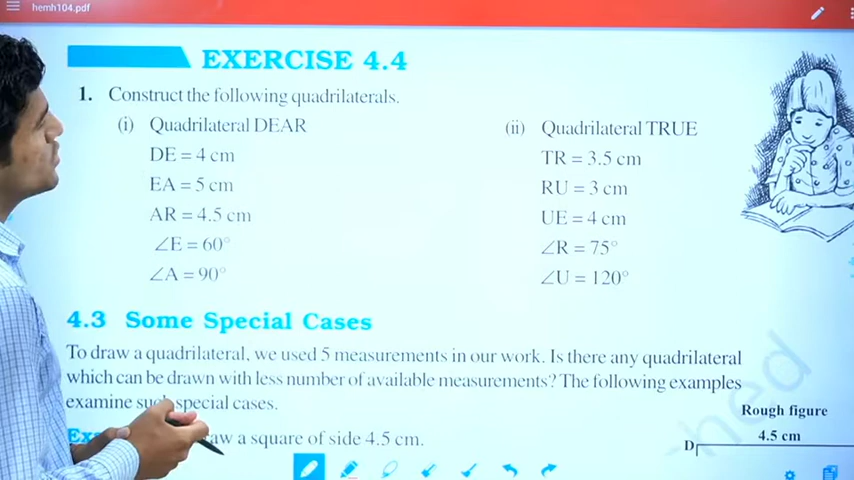 hemh104.pdf
EXERCISE 4.4
1. Construct the following quadrilaterals.
(i) Quadrilateral DEAR
DE = 4 cm
EA = 5 cm
AR = 4.5 cm
∠E = 60°
∠A = 90°
(ii) Quadrilateral TRUE
TR = 3.5 cm
RU = 3 cm
UE = 4 cm
∠R = 75°
∠U = 120°
4.3 Some Special Cases
To draw a quadrilateral, we used 5 measurements in our work. Is there any quadrilateral
which can be drawn with less number of available measurements? The following examples
examine such special cases.
a square of side 4.5 cm.
Rough figure
4.5 cm
D